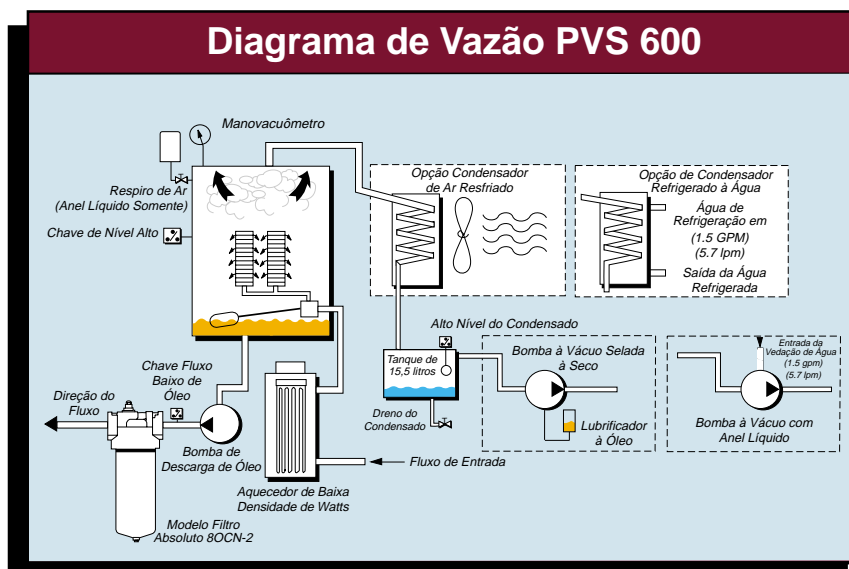 Diagrama de Vazão PVS 600
Manovacuômetro
Respiro de Ar
(Anel Líquido Somente)
Chave de Nível Alto
Opção Condensador
de Ar Resfriado
Opção de Condensador
Refrigerado à Água
Água de
Refrigeração em
(1.5 GPM)
(5.7 lpm)
Saída da Água
Refrigerada
Alto Nível do Condensado
Tanque de
15,5 litros
Dreno do
Condensado
Bomba à Vácuo Selada
à Seco
Lubrificador
à Óleo
Entrada da
Vedação de Água
(1.5 gpm)
(5.7 lpm)
Bomba à Vácuo com
Anel Líquido
Chave Fluxo
Baixo de
Óleo
Direção do
Fluxo
Bomba de
Descarga de Óleo
Fluxo de Entrada
Aquecedor de Baixa
Densidade de Watts
Modelo Filtro
Absoluto 8OCN-2